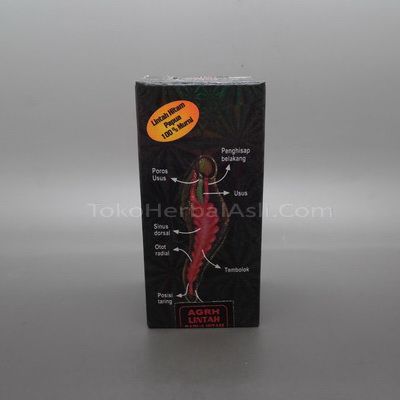 Lintah Hitam
Papua
100% Murni
Penghisap
belakang
Poros
Usus
Usus
TokoHerbalAsli.Com
Sinus
dorsal
Otot
radial
Tembolok
Posisi
taring
AGRH
LINTAH